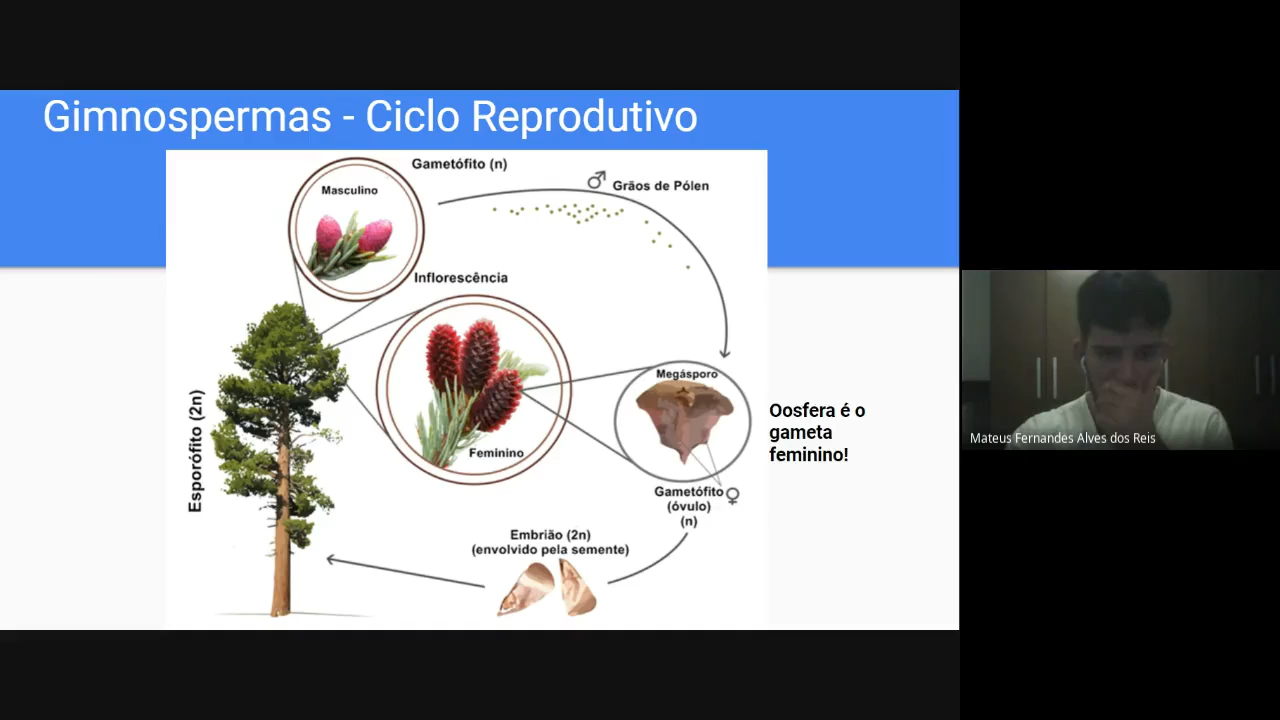 Gimnospermas - Ciclo Reprodutivo
Gametófito (n)
Masculino
♂ Grãos de Pólen
Inflorescência
Megásporo
Oosfera é o
gameta
feminino!
Esporófito (2n)
Feminino
Mateus Fernandes Alves dos Reis
Gametófito ♀
(óvulo)
(n)
Embrião (2n)
(envolvido pela semente)